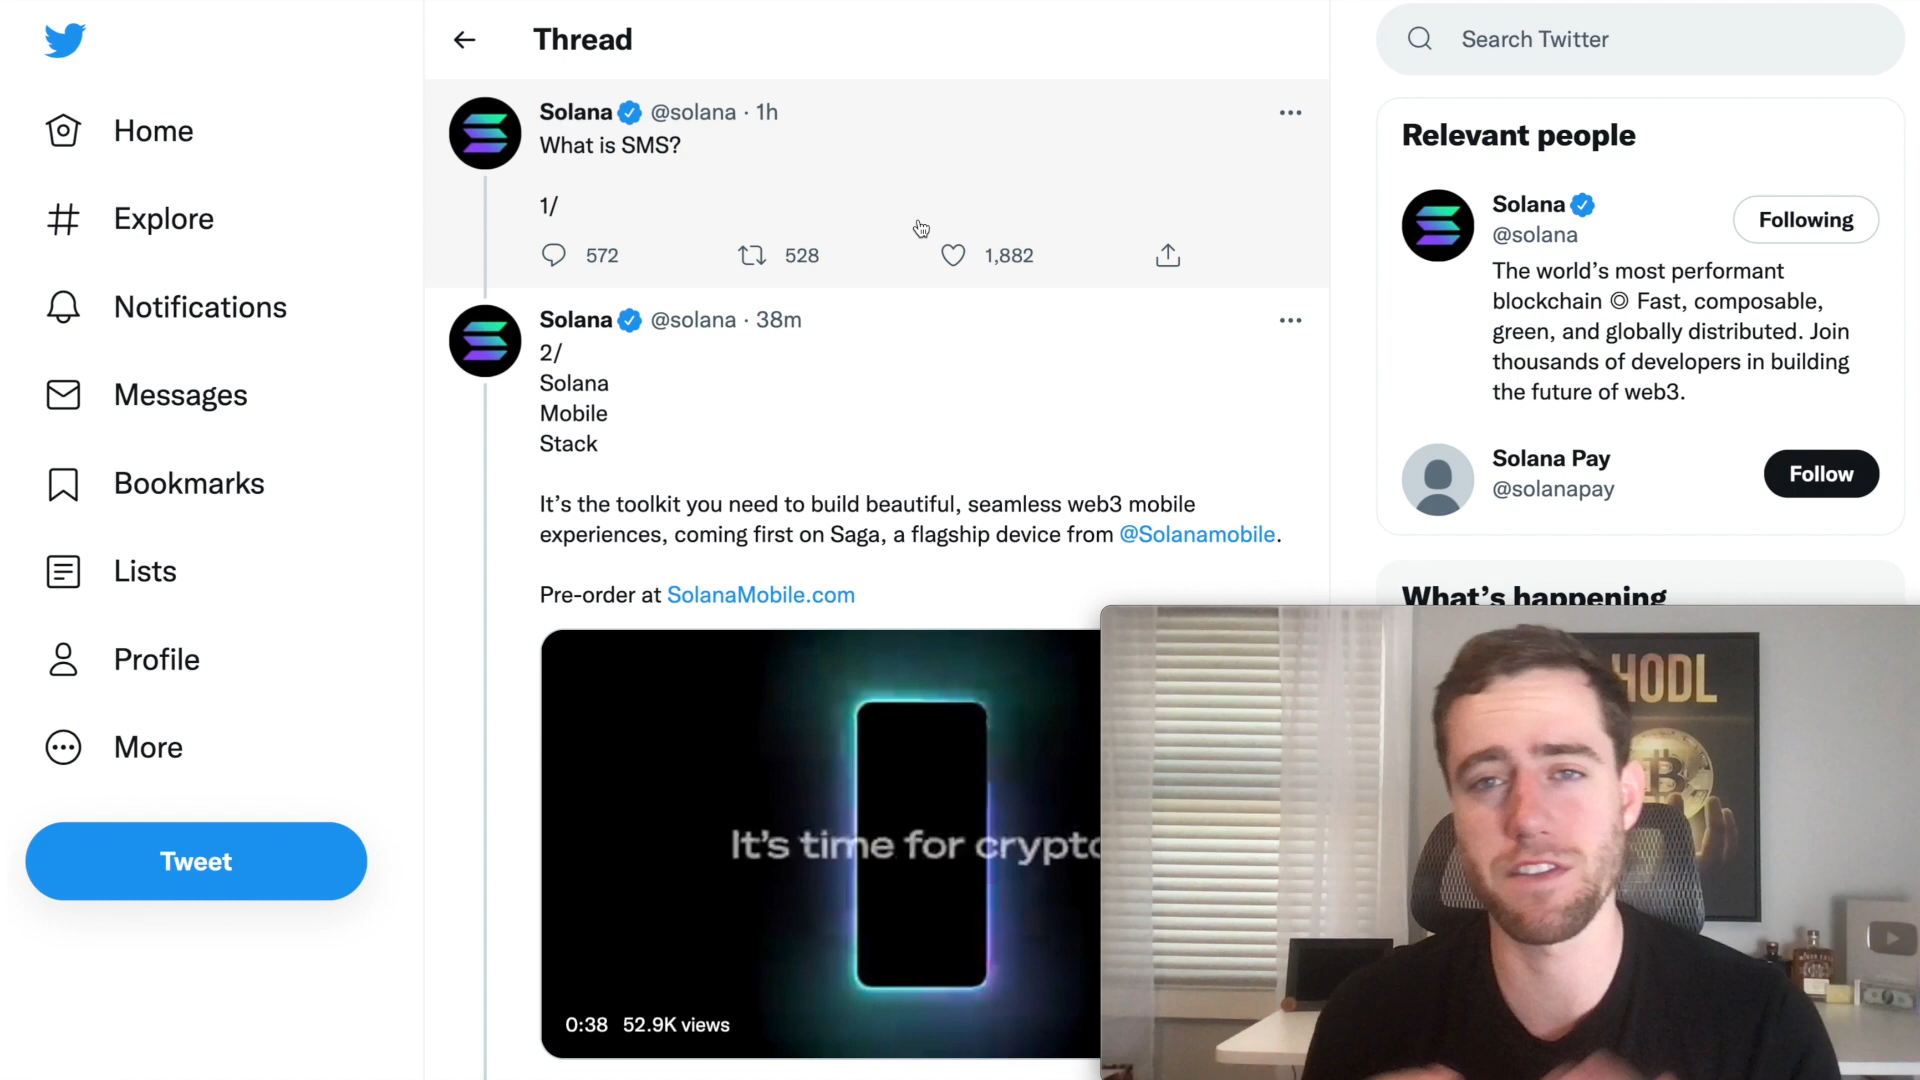 Home
Explore
Notifications
Messages
Bookmarks
Lists
Profile
More
Tweet
Thread
Solana @solana · 1h
What is SMS?
1/
572 528 1,882
Solana @solana · 38m
2/
Solana
Mobile
Stack
It’s the toolkit you need to build beautiful, seamless web3 mobile
experiences, coming first on Saga, a flagship device from @Solanamobile.
Pre-order at SolanaMobile.com
It’s time for crypto
0:38 52.9K views
Search Twitter
Relevant people
Solana
@solana
Following
The world’s most performant
blockchain ◎ Fast, composable,
green, and globally distributed. Join
thousands of developers in building
the future of web3.
Solana Pay
@solanapay
Follow
What’s happening
HODL